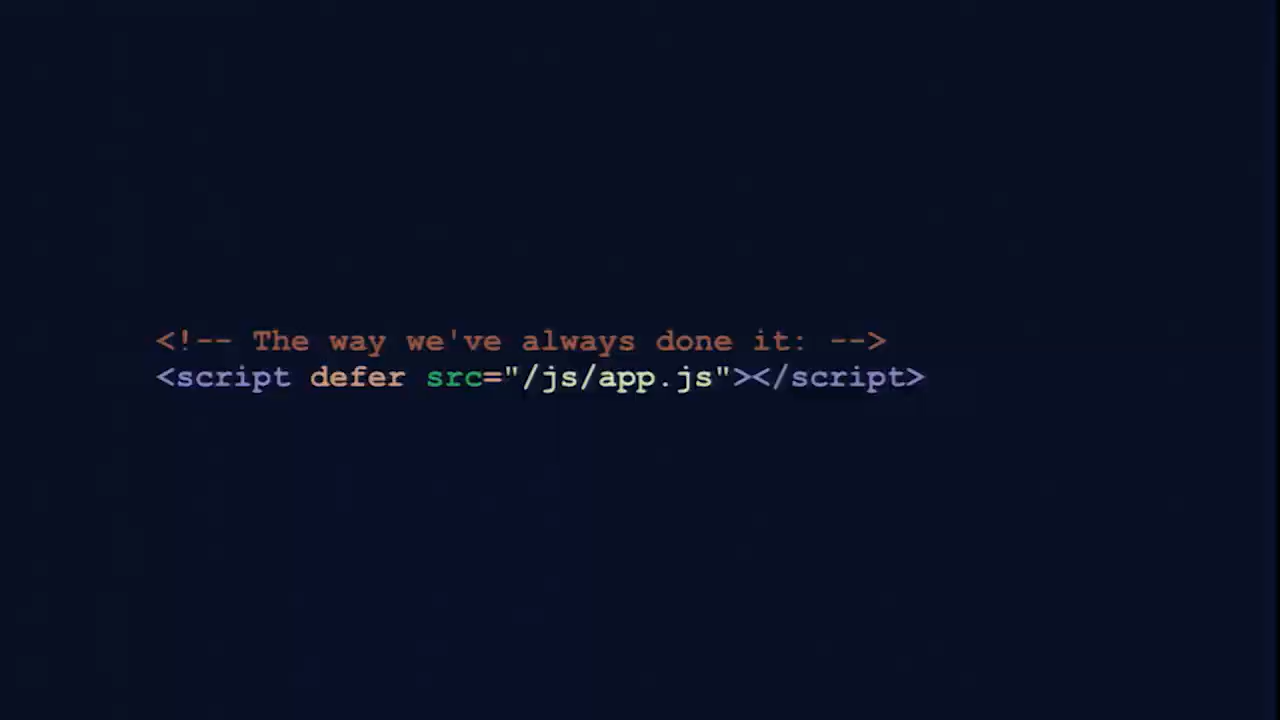 <!-- The way we've always done it: -->
<script defer src="/js/app.js"></script>